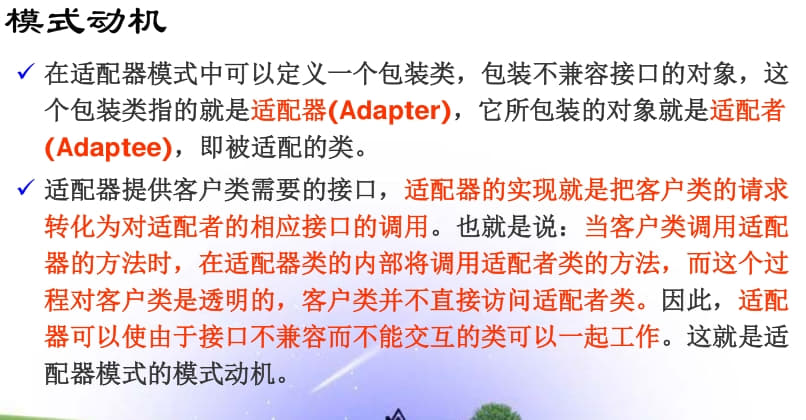 模式动机
✓ 在适配器模式中可以定义一个包装类，包装不兼容接口的对象，这
个包装类指的就是适配器(Adapter)，它所包装的对象就是适配者
(Adaptee)，即被适配的类。
✓ 适配器提供客户类需要的接口，适配器的实现就是把客户类的请求
转化为对适配者的相应接口的调用。也就是说：当客户类调用适配
器的方法时，在适配器类的内部将调用适配者类的方法，而这个过
程对客户类是透明的，客户类并不直接访问适配者类。因此，适配
器可以使由于接口不兼容而不能交互的类可以一起工作。这就是适
配器模式的模式动机。